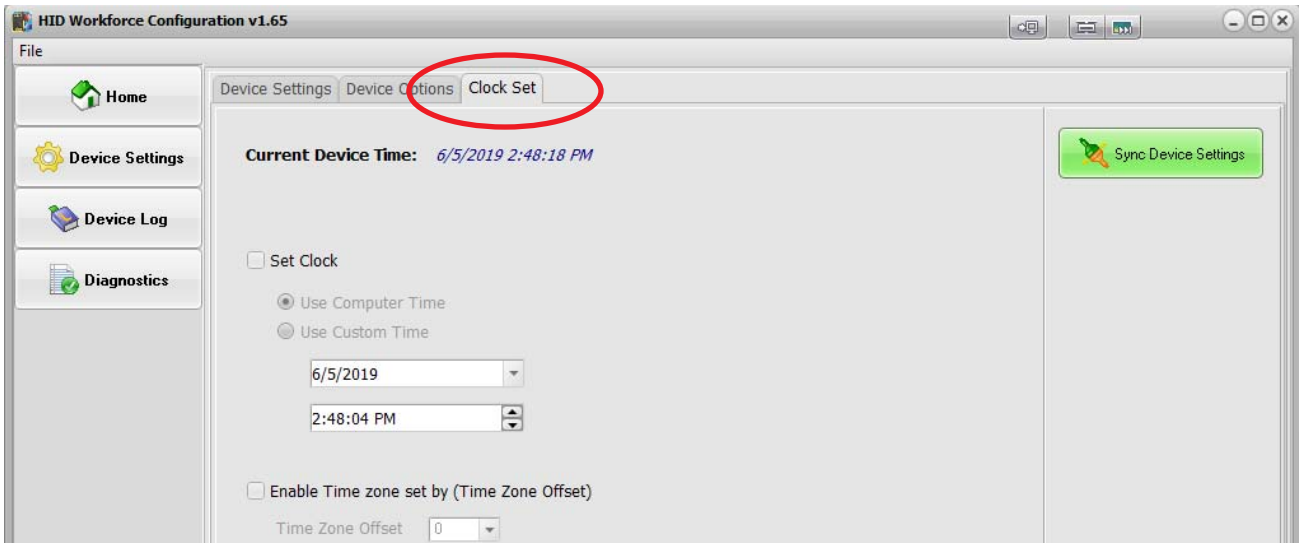 HID Workforce Configuration v1.65
File
Home
Device Settings
Device Log
Diagnostics
Device Settings Device Options Clock Set
Current Device Time: 6/5/2019 2:48:18 PM
Sync Device Settings
Set Clock
Use Computer Time
Use Custom Time
6/5/2019
2:48:04 PM
Enable Time zone set by (Time Zone Offset)
Time Zone Offset 0